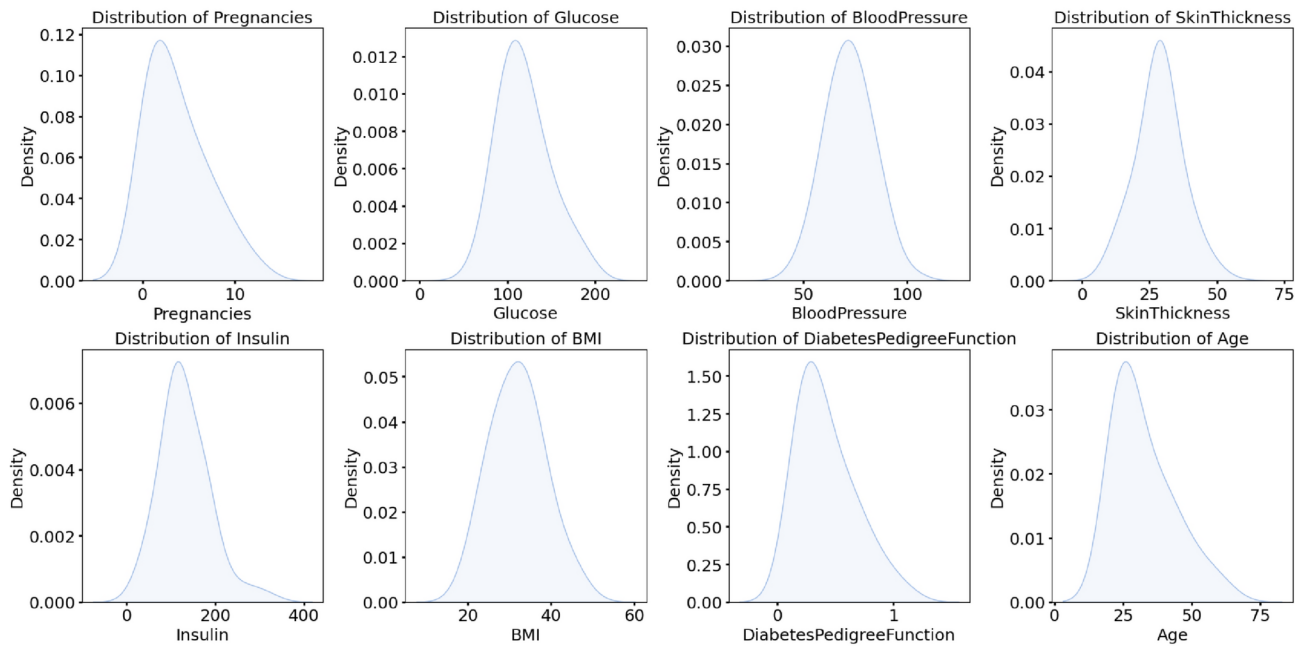 Distribution of Pregnancies
0.12
0.10
0.08
0.06
0.04
0.02
0.00
Density
0 10
Pregnancies
Distribution of Glucose
0.012
0.010
0.008
0.006
0.004
0.002
0.000
Density
0 100 200
Glucose
Distribution of BloodPressure
0.030
0.025
0.020
0.015
0.010
0.005
0.000
Density
50 100
BloodPressure
Distribution of SkinThickness
0.04
0.03
0.02
0.01
0.00
Density
0 25 50 75
SkinThickness
Distribution of Insulin
0.006
0.004
0.002
0.000
Density
0 200 400
Insulin
Distribution of BMI
0.05
0.04
0.03
0.02
0.01
0.00
Density
20 40 60
BMI
Distribution of DiabetesPedigreeFunction
1.50
1.25
1.00
0.75
0.50
0.25
0.00
Density
0 1
DiabetesPedigreeFunction
Distribution of Age
0.03
0.02
0.01
0.00
Density
0 25 50 75
Age